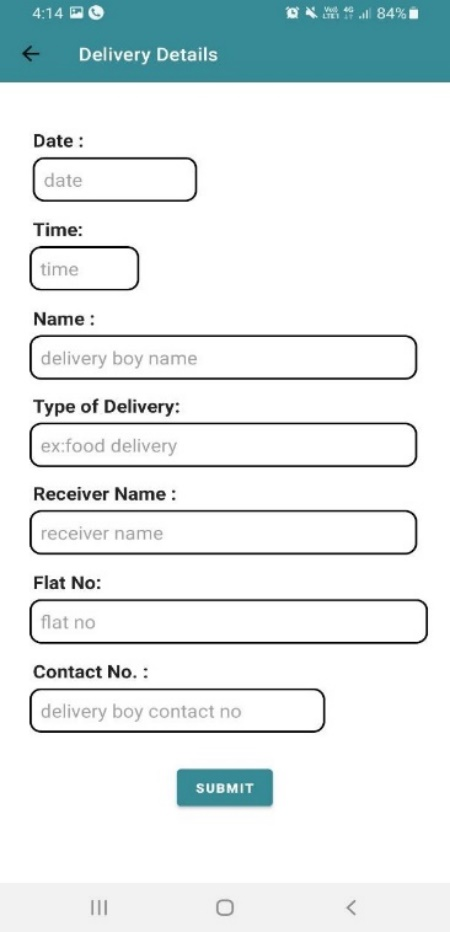 4:14 84%
Delivery Details
Date :
date
Time:
time
Name :
delivery boy name
Type of Delivery:
ex:food delivery
Receiver Name :
receiver name
Flat No:
flat no
Contact No. :
delivery boy contact no
SUBMIT